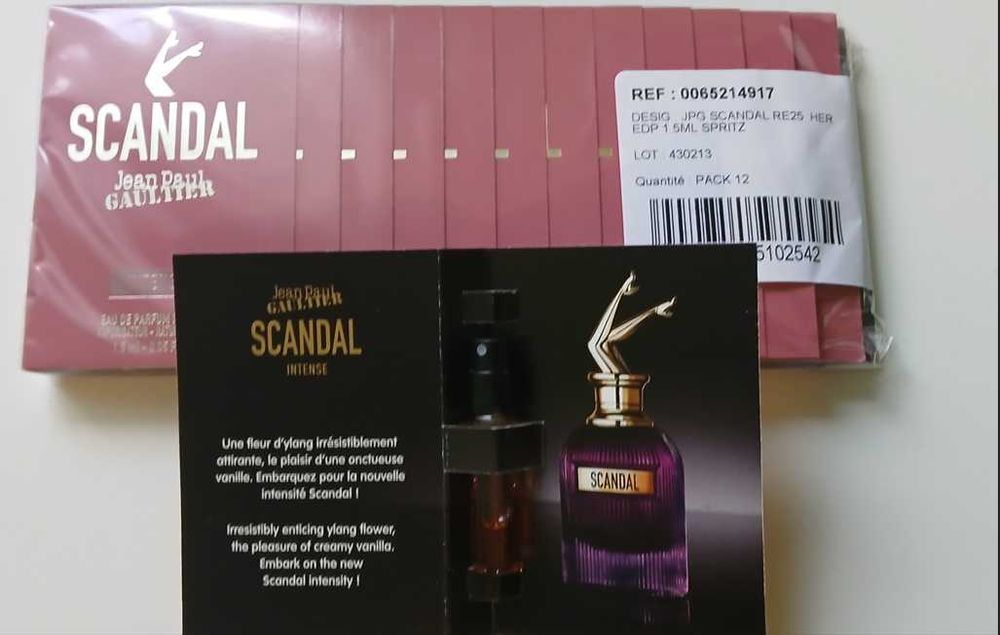 SCANDAL
Jean Paul
GAULTIER
EAU DE PARFUM
REF : 0065214917
DESIG . JPG SCANDAL RE25 HER
EDP 1 5ML SPRITZ
LOT 430213
Quantité PACK 12
5102542
Jean Paul
GAULTIER
SCANDAL
INTENSE
Une fleur d'ylang irrésistiblement
attirante, le plaisir d'une onctueuse
vanille. Embarquez pour la nouvelle
intensité Scandal !
Irresistibly enticing ylang flower,
the pleasure of creamy vanilla.
Embark on the new
Scandal intensity !
SCANDAL